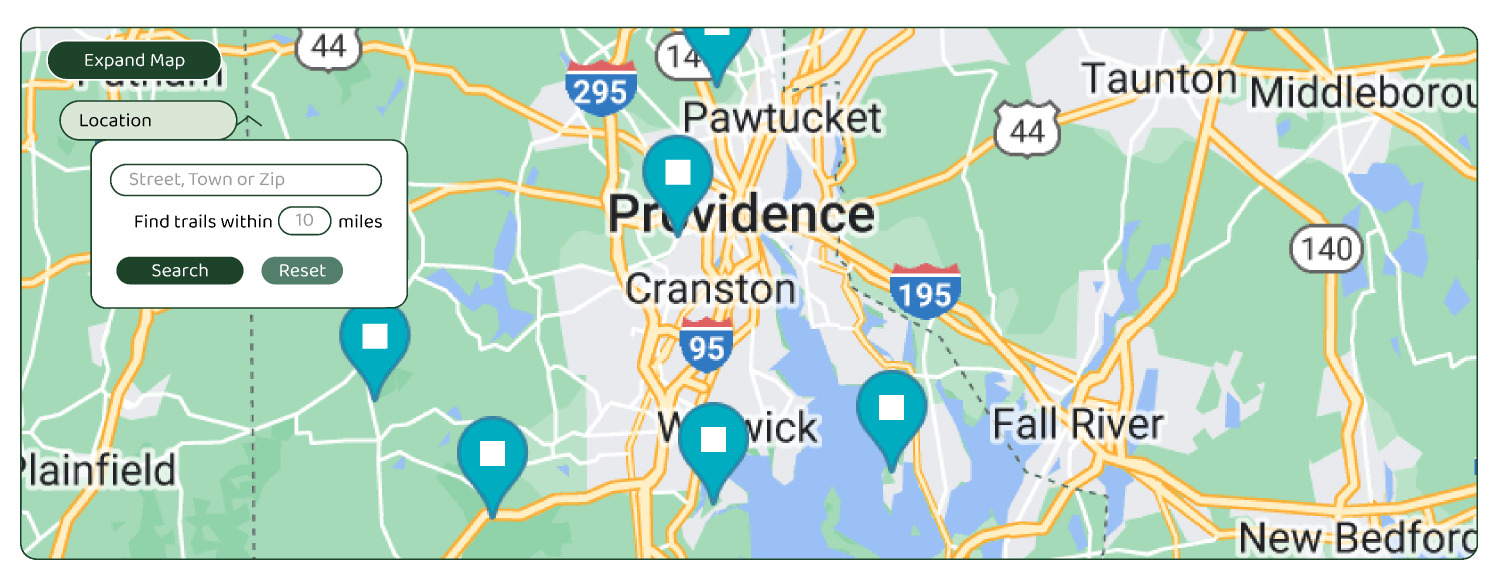 Expand Map
44
14
295
Taunton
Middleborou
Putnam
Location
Pawtucket
44
Street, Town or Zip
Find trails within 10 miles
Providence
140
Search
Reset
Cranston
195
95
Warwick
Fall River
Plainfield
New Bedford